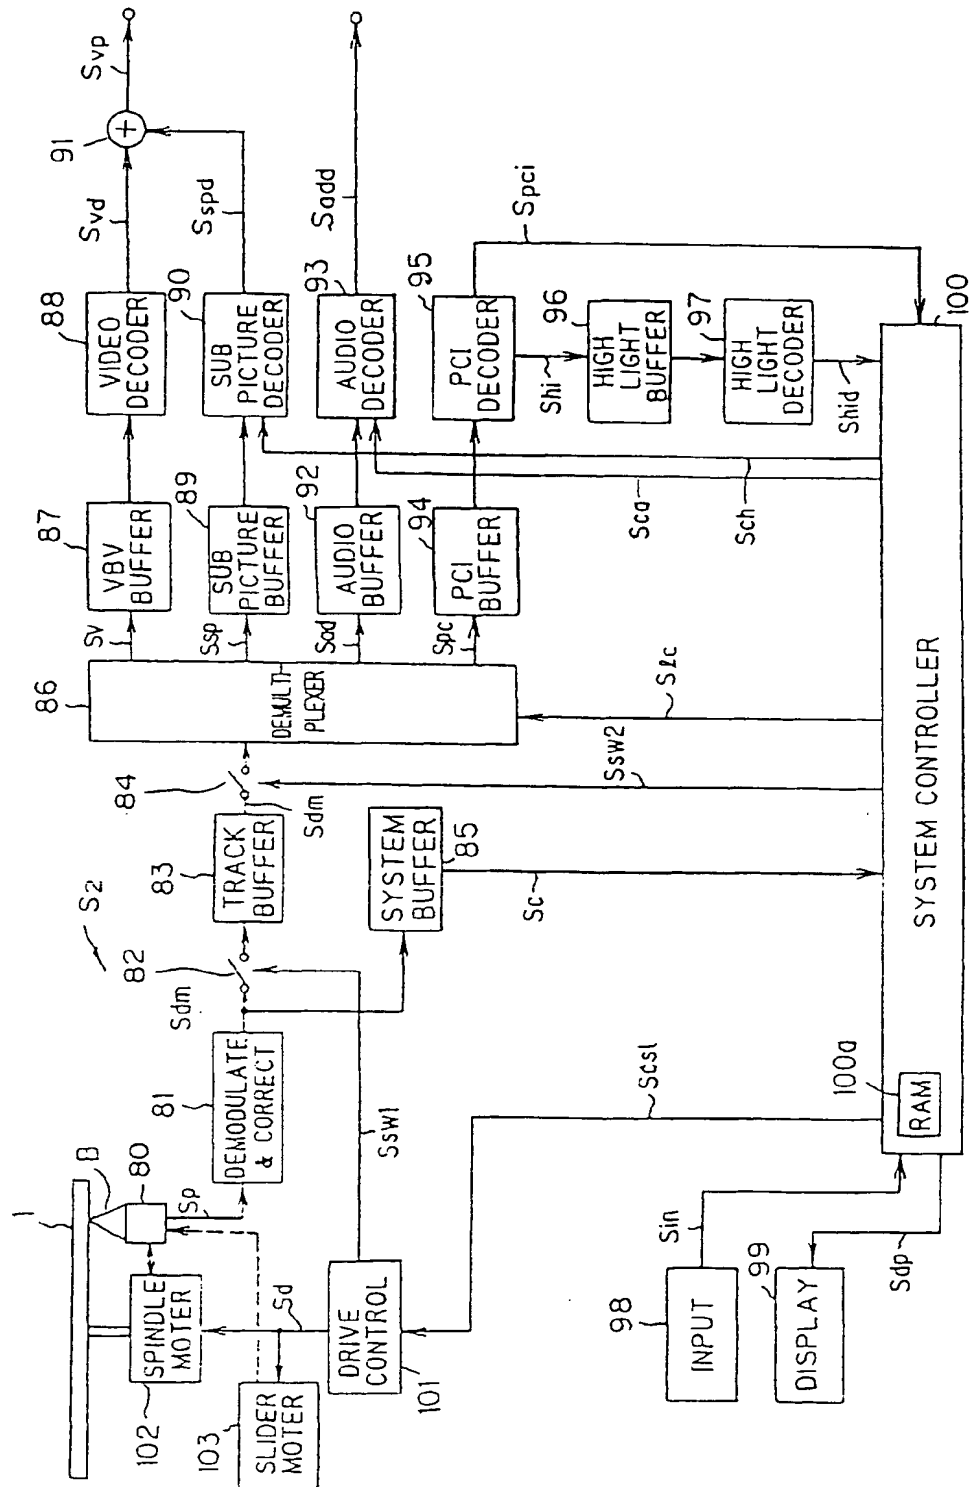 1
B
80
SPINDLE
MOTER
102
SLIDER
MOTER
103
Sp
Sd
DRIVE
CONTROL
101
81
DEMODULATE
& CORRECT
Sdm
82
S2
Ssw1
TRACK
BUFFER
83
Sdm
84
SYSTEM
BUFFER
85
Sc
Ssw2
DEMULTI-
PLEXER
86
Slc
Sv
VBV
BUFFER
87
VIDEO
DECODER
88
Svd
91
+
Svp
Ssp
SUB
PICTURE
BUFFER
89
SUB
PICTURE
DECODER
90
Sspd
Sad
AUDIO
BUFFER
92
AUDIO
DECODER
93
Sadd
Spc
PCI
BUFFER
94
PCI
DECODER
95
Spci
Shi
HIGH
LIGHT
BUFFER
96
HIGH
LIGHT
DECODER
97
Shid
Sca
Sch
Scsl
INPUT
98
Sin
DISPLAY
99
Sdp
RAM
100a
SYSTEM CONTROLLER
100